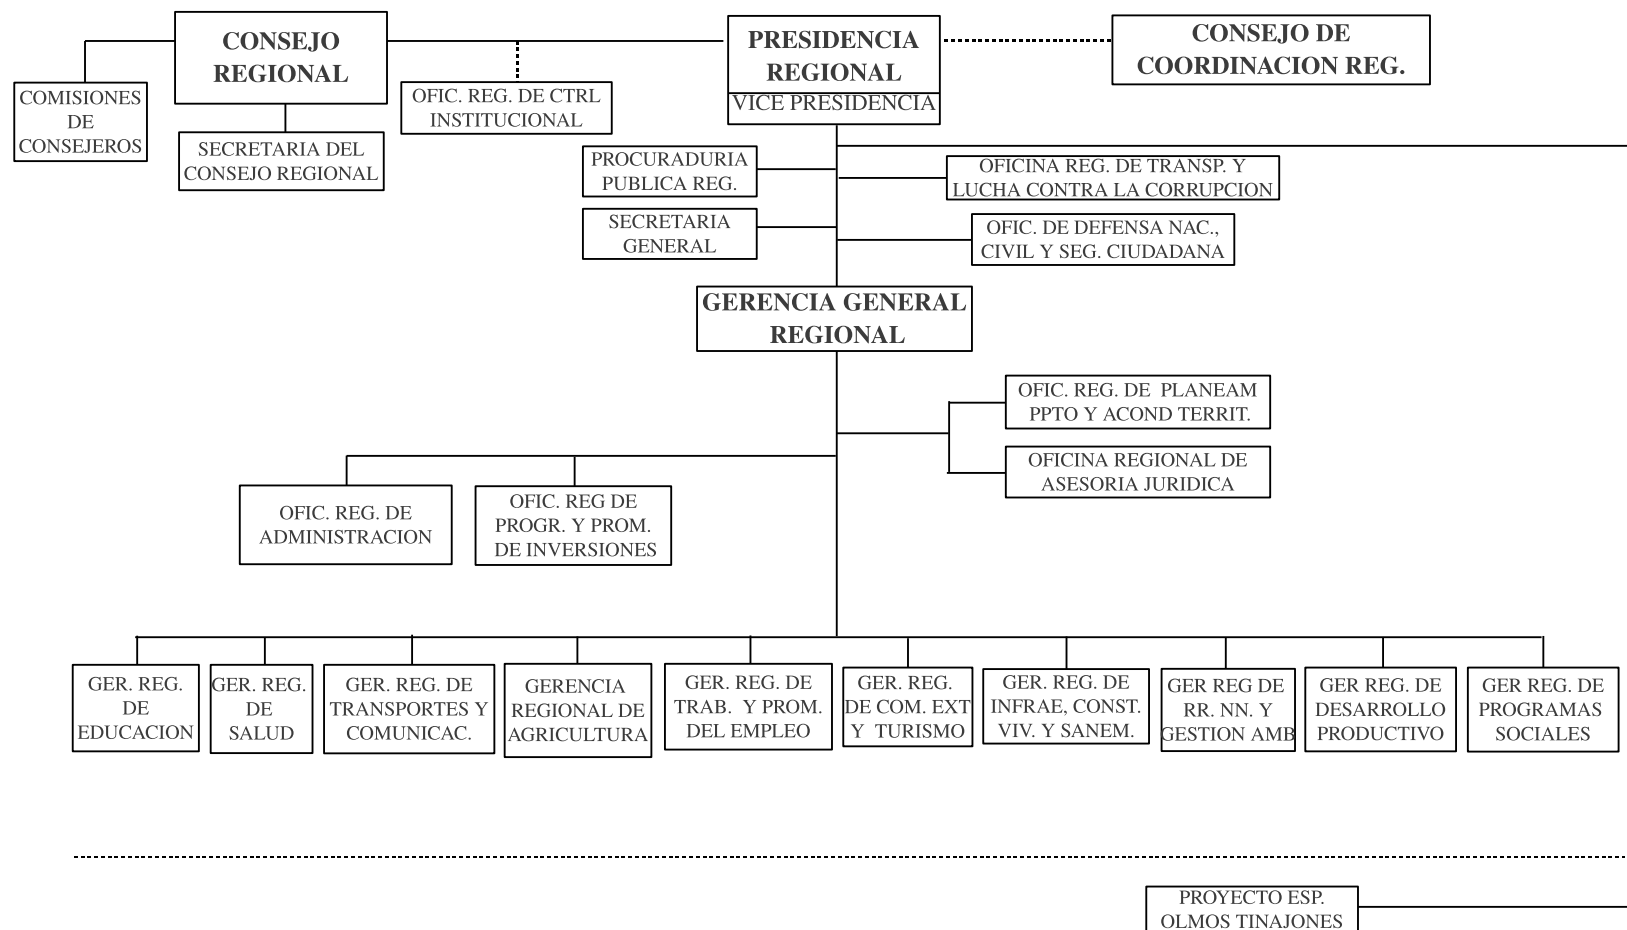 CONSEJO
REGIONAL
PRESIDENCIA
REGIONAL
VICE PRESIDENCIA
CONSEJO DE
COORDINACION REG.
COMISIONES
DE
CONSEJEROS
OFIC. REG. DE CTRL
INSTITUCIONAL
SECRETARIA DEL
CONSEJO REGIONAL
PROCURADURIA
PUBLICA REG.
OFICINA REG. DE TRANSP. Y
LUCHA CONTRA LA CORRUPCION
SECRETARIA
GENERAL
OFIC. DE DEFENSA NAC.,
CIVIL Y SEG. CIUDADANA
GERENCIA GENERAL
REGIONAL
OFIC. REG. DE PLANEAM
PPTO Y ACOND TERRIT.
OFICINA REGIONAL DE
ASESORIA JURIDICA
OFIC. REG. DE
ADMINISTRACION
OFIC. REG DE
PROGR. Y PROM.
DE INVERSIONES
GER. REG.
DE
EDUCACION
GER. REG.
DE
SALUD
GER. REG. DE
TRANSPORTES Y
COMUNICAC.
GERENCIA
REGIONAL DE
AGRICULTURA
GER. REG. DE
TRAB. Y PROM.
DEL EMPLEO
GER. REG.
DE COM. EXT
Y TURISMO
GER. REG. DE
INFRAE, CONST.
VIV. Y SANEM.
GER REG DE
RR. NN. Y
GESTION AMB
GER REG. DE
DESARROLLO
PRODUCTIVO
GER REG. DE
PROGRAMAS
SOCIALES
PROYECTO ESP.
OLMOS TINAJONES